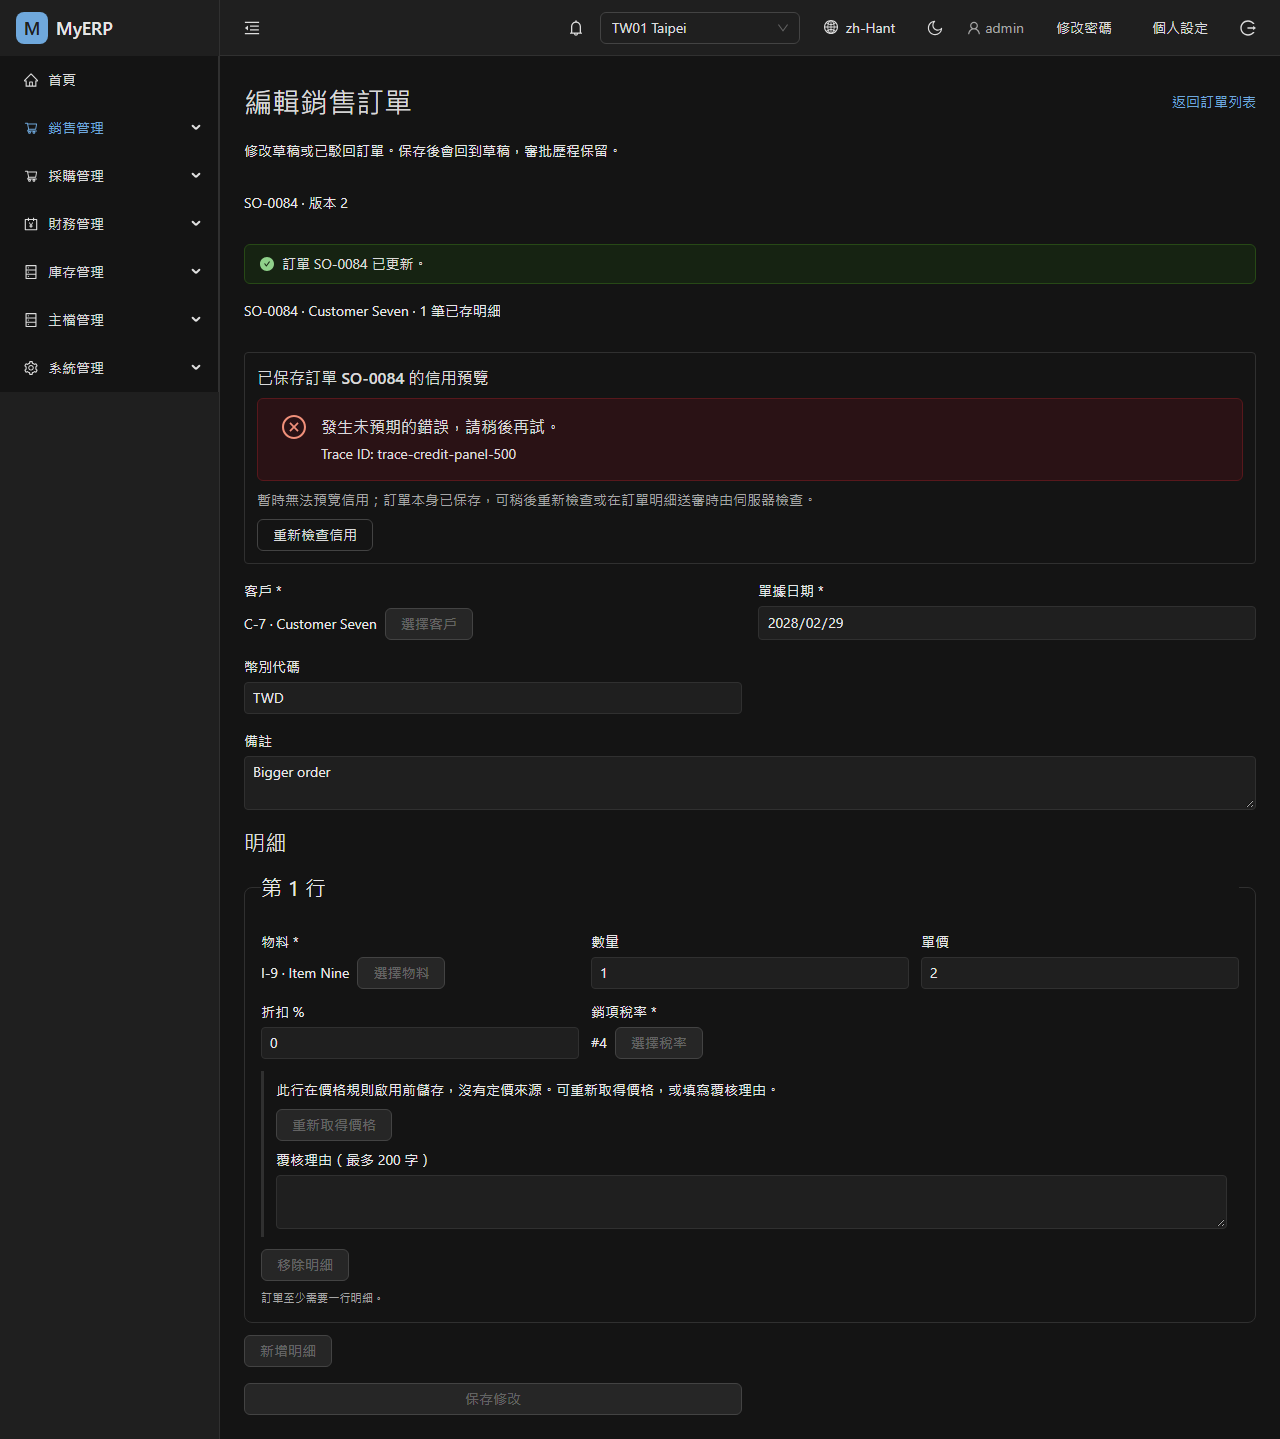 M MyERP
TW01 Taipei
zh-Hant
admin
修改密碼
個人設定
首頁
銷售管理
採購管理
財務管理
庫存管理
主檔管理
系統管理
編輯銷售訂單
返回訂單列表
修改草稿或已駁回訂單。保存後會回到草稿，審批歷程保留。
SO-0084 · 版本 2
訂單 SO-0084 已更新。
SO-0084 · Customer Seven · 1 筆已存明細
已保存訂單 SO-0084 的信用預覽
發生未預期的錯誤，請稍後再試。
Trace ID: trace-credit-panel-500
暫時無法預覽信用；訂單本身已保存，可稍後重新檢查或在訂單明細送審時由伺服器檢查。
重新檢查信用
客戶 *
單據日期 *
C-7 · Customer Seven
選擇客戶
2028/02/29
幣別代碼
TWD
備註
Bigger order
明細
第 1 行
物料 *
數量
單價
I-9 · Item Nine
選擇物料
1
2
折扣 %
銷項稅率 *
0
#4
選擇稅率
此行在價格規則啟用前儲存，沒有定價來源。可重新取得價格，或填寫覆核理由。
重新取得價格
覆核理由（最多 200 字）
移除明細
訂單至少需要一行明細。
新增明細
保存修改